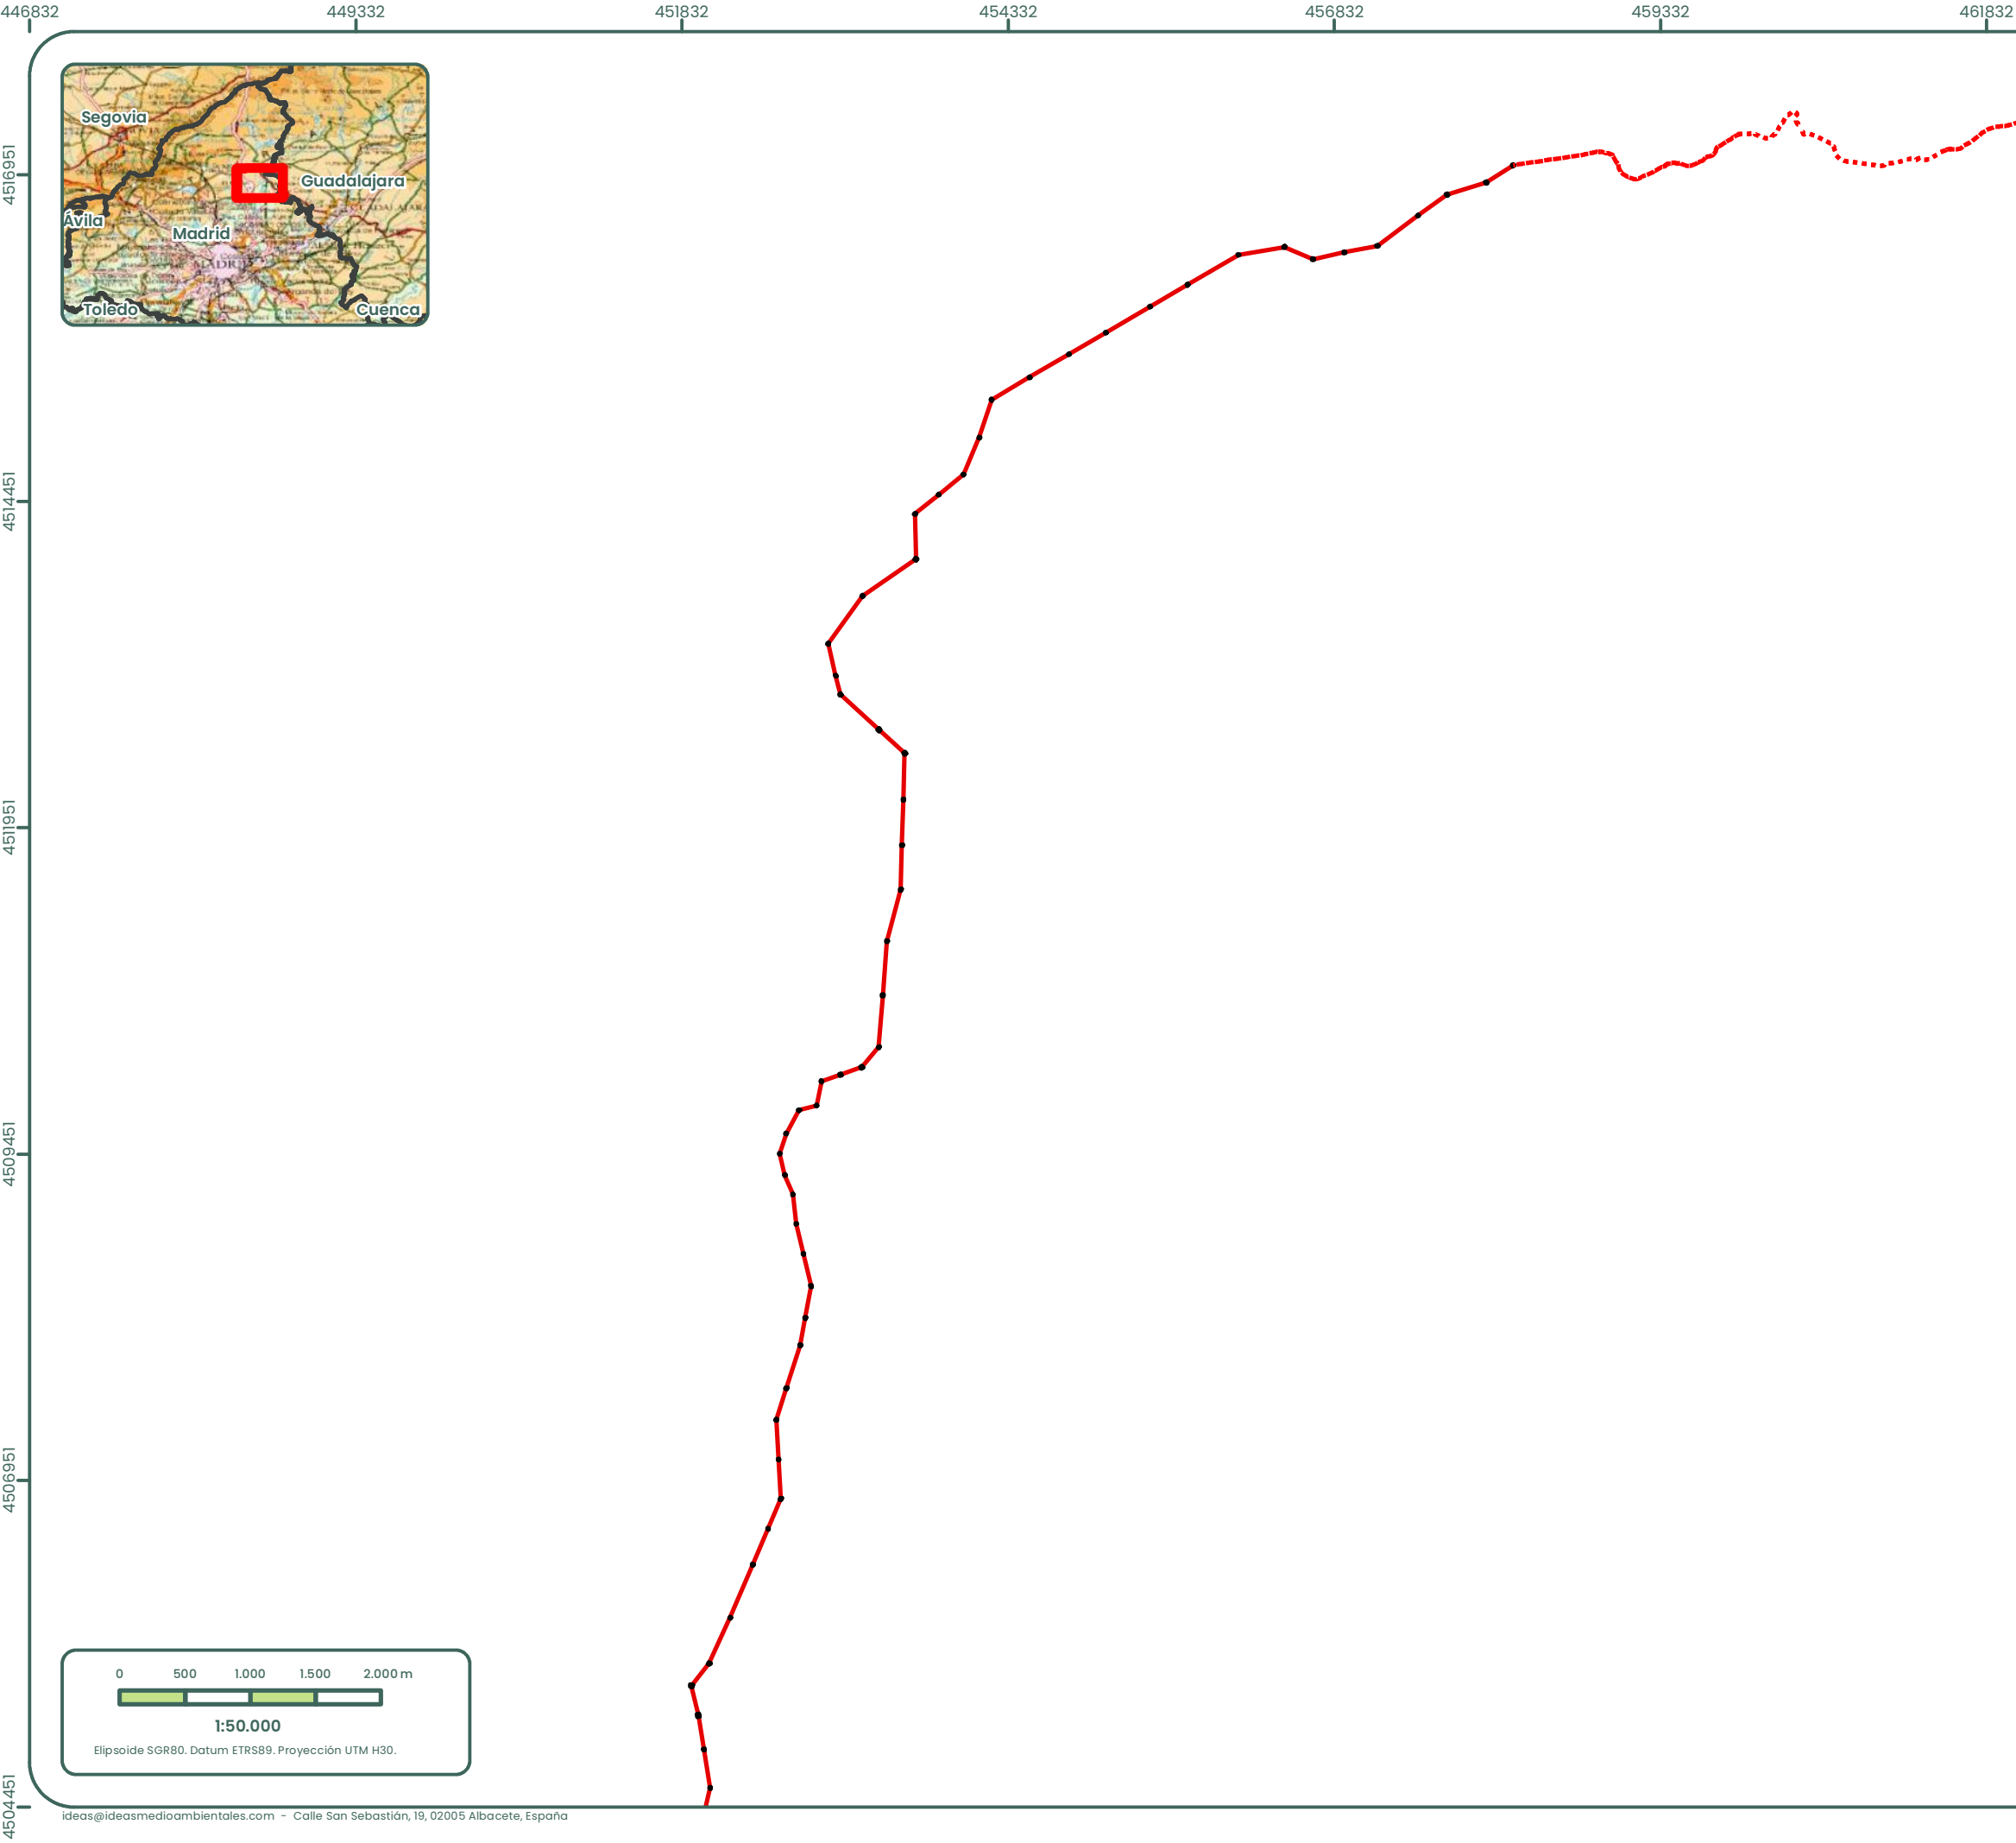 446832 449332 451832 454332 456832 459332 461832
4516951
4514451
4511951
4509451
4506951
4504451
Segovia
Guadalajara
Ávila
Madrid
MADRID
Toledo
Cuenca
0 500 1.000 1.500 2.000 m
1:50.000
Elipsoide SGR80. Datum ETRS89. Proyección UTM H30.
ideas@ideasmedioambientales.com - Calle San Sebastián, 19, 02005 Albacete, España